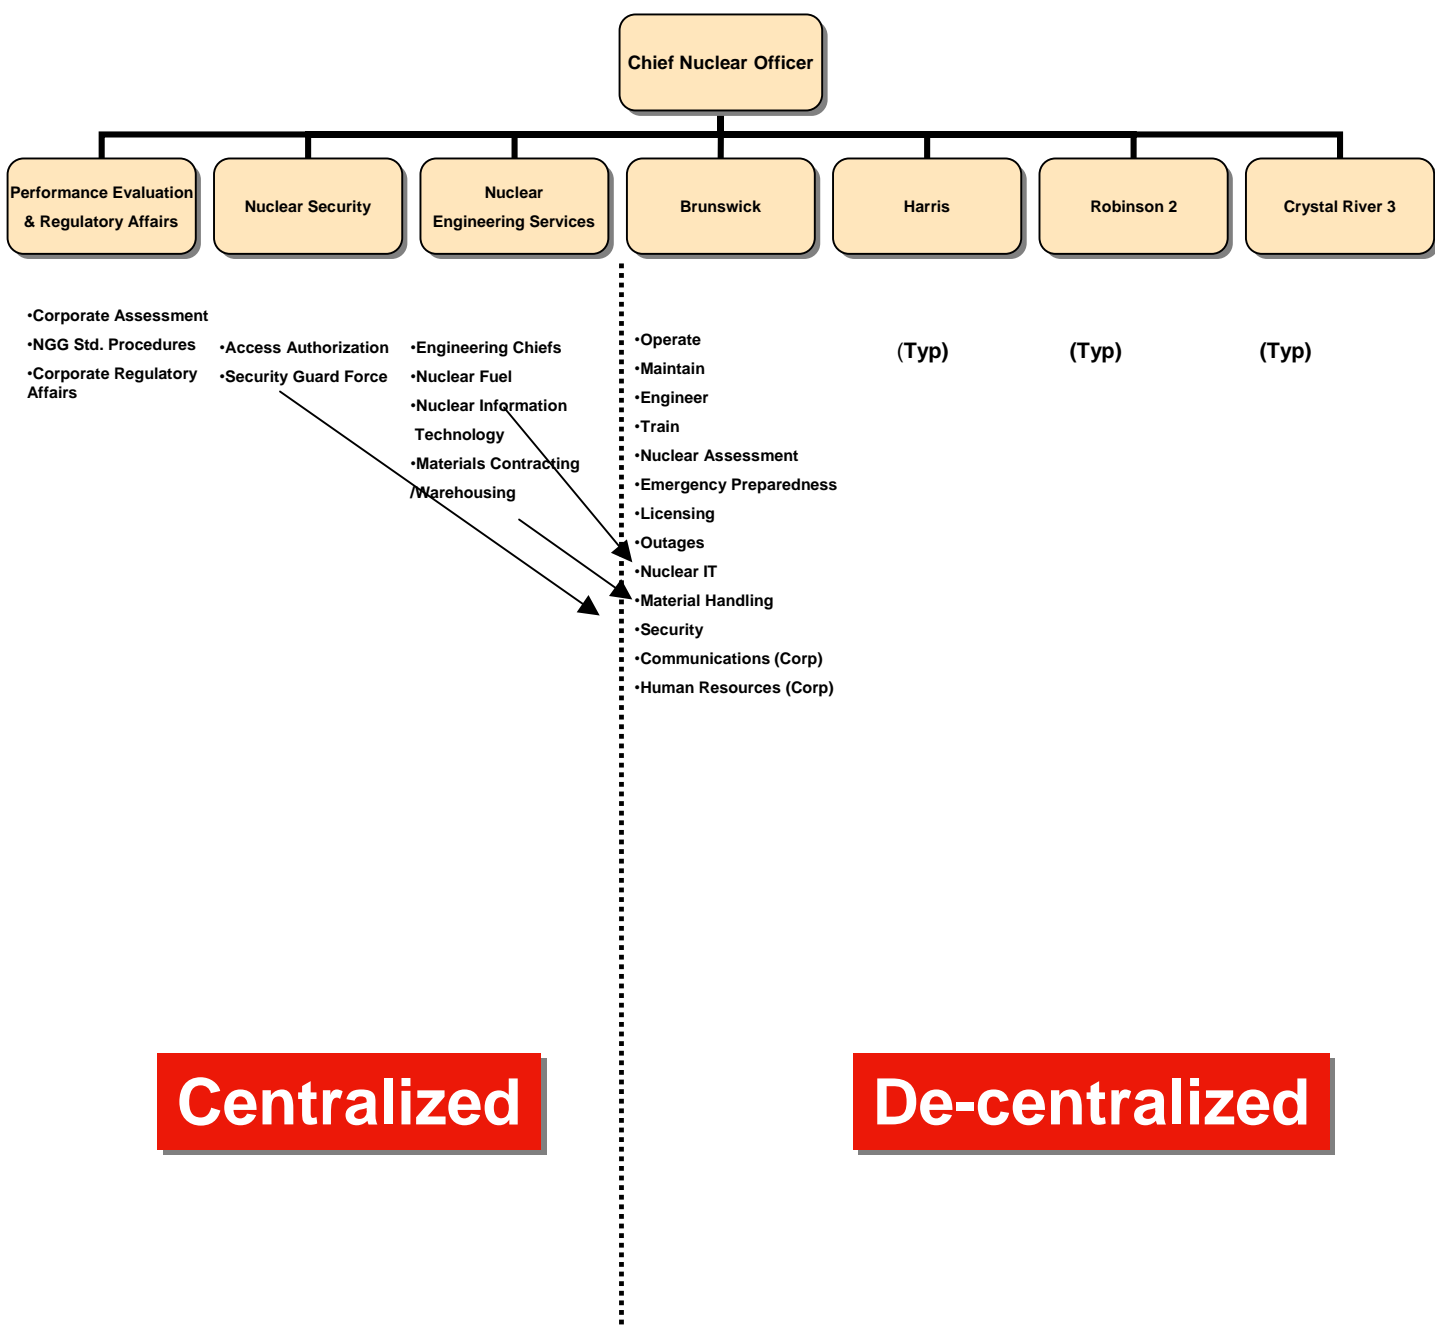 Chief Nuclear Officer
Performance Evaluation
& Regulatory Affairs
Nuclear Security
Nuclear
Engineering Services
Brunswick
Harris
Robinson 2
Crystal River 3
•Corporate Assessment
•NGG Std. Procedures
•Corporate Regulatory
Affairs
•Access Authorization
•Security Guard Force
•Engineering Chiefs
•Nuclear Fuel
•Nuclear Information
Technology
•Materials Contracting
/Warehousing
•Operate
•Maintain
•Engineer
•Train
•Nuclear Assessment
•Emergency Preparedness
•Licensing
•Outages
•Nuclear IT
•Material Handling
•Security
•Communications (Corp)
•Human Resources (Corp)
(Typ)
(Typ)
(Typ)
Centralized
De-centralized